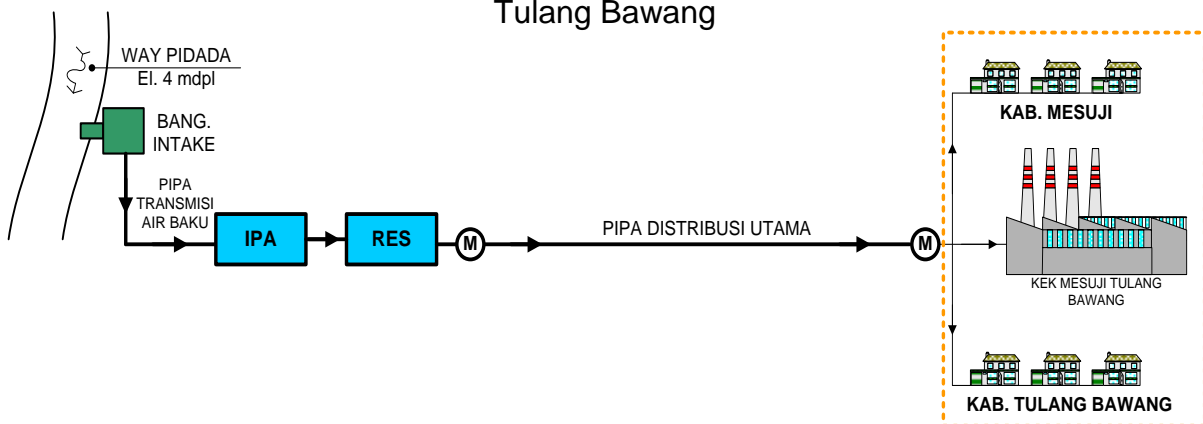 Tulang Bawang
WAY PIDADA
El. 4 mdpl
BANG.
INTAKE
PIPA
TRANSMISI
AIR BAKU
IPA
RES
M
PIPA DISTRIBUSI UTAMA
M
KAB. MESUJI
KEK MESUJI TULANG
BAWANG
KAB. TULANG BAWANG